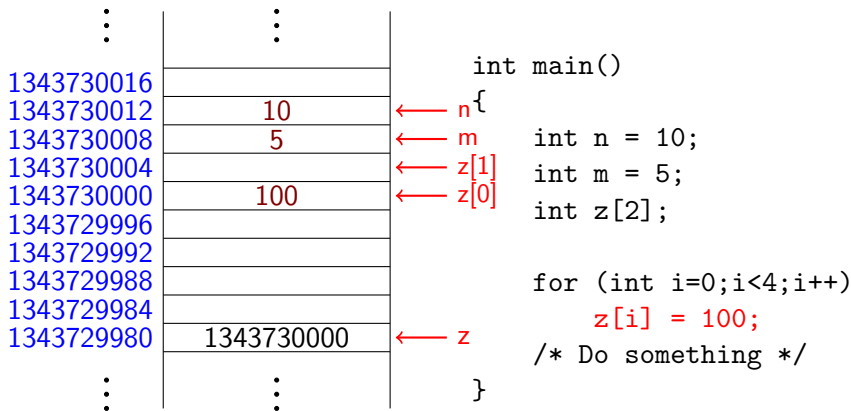 1343730016
1343730012 10 n
1343730008 5 m
1343730004 z[1]
1343730000 100 z[0]
1343729996
1343729992
1343729988
1343729984
1343729980 1343730000 z
int main()
{
int n = 10;
int m = 5;
int z[2];
for (int i=0;i<4;i++)
z[i] = 100;
/* Do something */
}